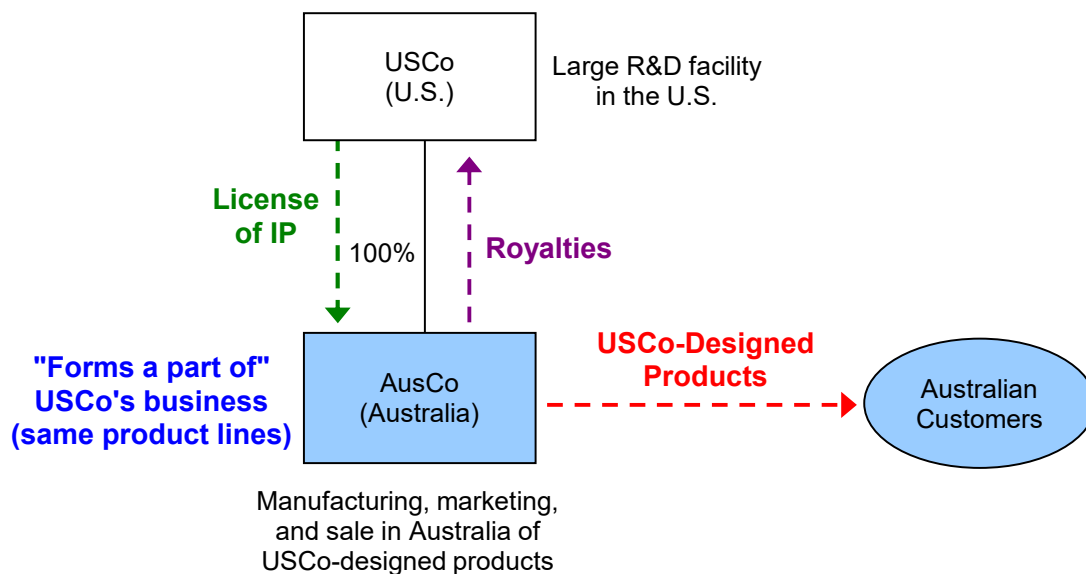 USCo
(U.S.)
Large R&D facility
in the U.S.
License
of IP
100%
Royalties
"Forms a part of"
USCo's business
(same product lines)
AusCo
(Australia)
USCo-Designed
Products
Australian
Customers
Manufacturing, marketing,
and sale in Australia of
USCo-designed products